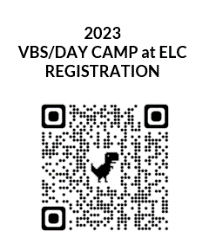 2023
VBS/DAY CAMP at ELC
REGISTRATION